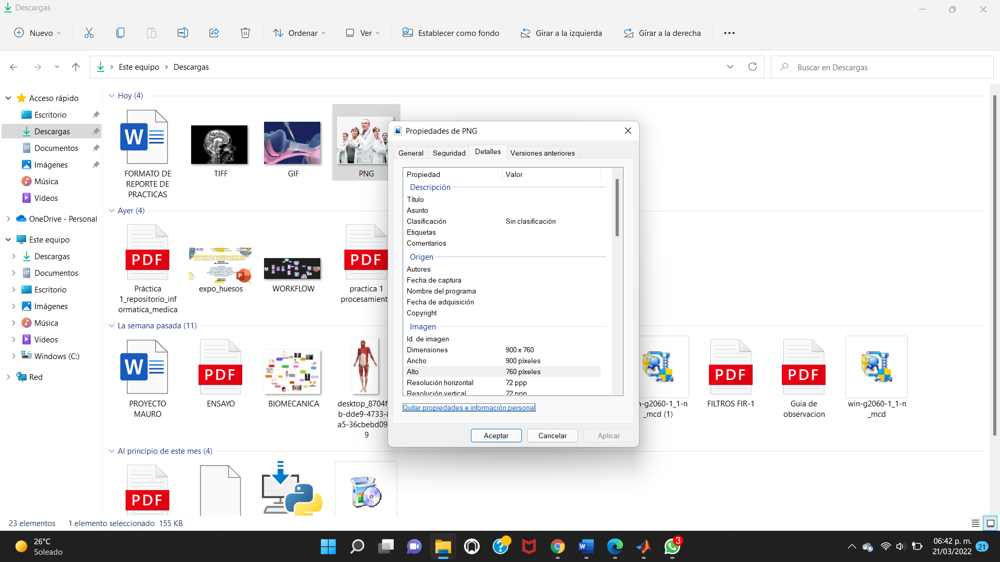 Descargas
Nuevo
Ordenar
Ver
Establecer como fondo
Girar a la izquierda
Girar a la derecha
Este equipo
Descargas
Buscar en Descargas
Acceso rápido
Escritorio
Descargas
Documentos
Imágenes
Música
Videos
OneDrive - Personal
Este equipo
Descargas
Documentos
Escritorio
Imágenes
Música
Videos
Windows (C:)
Red
Hoy (4)
W
FORMATO DE
REPORTE DE
PRACTICAS
TIFF
GIF
PNG
Ayer (4)
PDF
Práctica
1_repositorio_inf
ormatica_medica
P
expo_huesos
WORKFLOW
PDF
practica 1
procesamient
La semana pasada (11)
W
PROYECTO
MAURO
PDF
ENSAYO
BIOMECANICA
desktop_8704f
b-dde9-4733-8
a5-36cbebd09
9
n-g2060-1_1-n
_mcd (1)
PDF
FILTROS FIR-1
PDF
Guia de
observacion
win-g2060-1_1-n
_mcd
Al principio de este mes (4)
PDF
Propiedades de PNG
General
Seguridad
Detalles
Versiones anteriores
Propiedad
Valor
Descripción
Título
Asunto
Clasificación
Sin clasificación
Etiquetas
Comentarios
Origen
Autores
Fecha de captura
Nombre del programa
Fecha de adquisición
Copyright
Imagen
Id. de imagen
Dimensiones
900 x 760
Ancho
900 píxeles
Alto
760 píxeles
Resolución horizontal
72 ppp
Resolución vertical
72 ppp
Quitar propiedades e información personal
Aceptar
Cancelar
Aplicar
23 elementos
1 elemento seleccionado 155 KB
26°C
Soleado
W
3
06:42 p. m.
21/03/2022
21